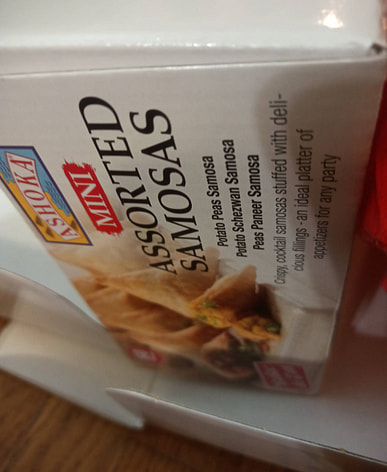 ASHOKA
MINI
ASSORTED
SAMOSAS
Potato Peas Samosa
Potato Schezwan Samosa
Peas Paneer Samosa
Crispy, cocktail samosas stuffed with deli-
cious fillings - an ideal platter of
appetizers for any party